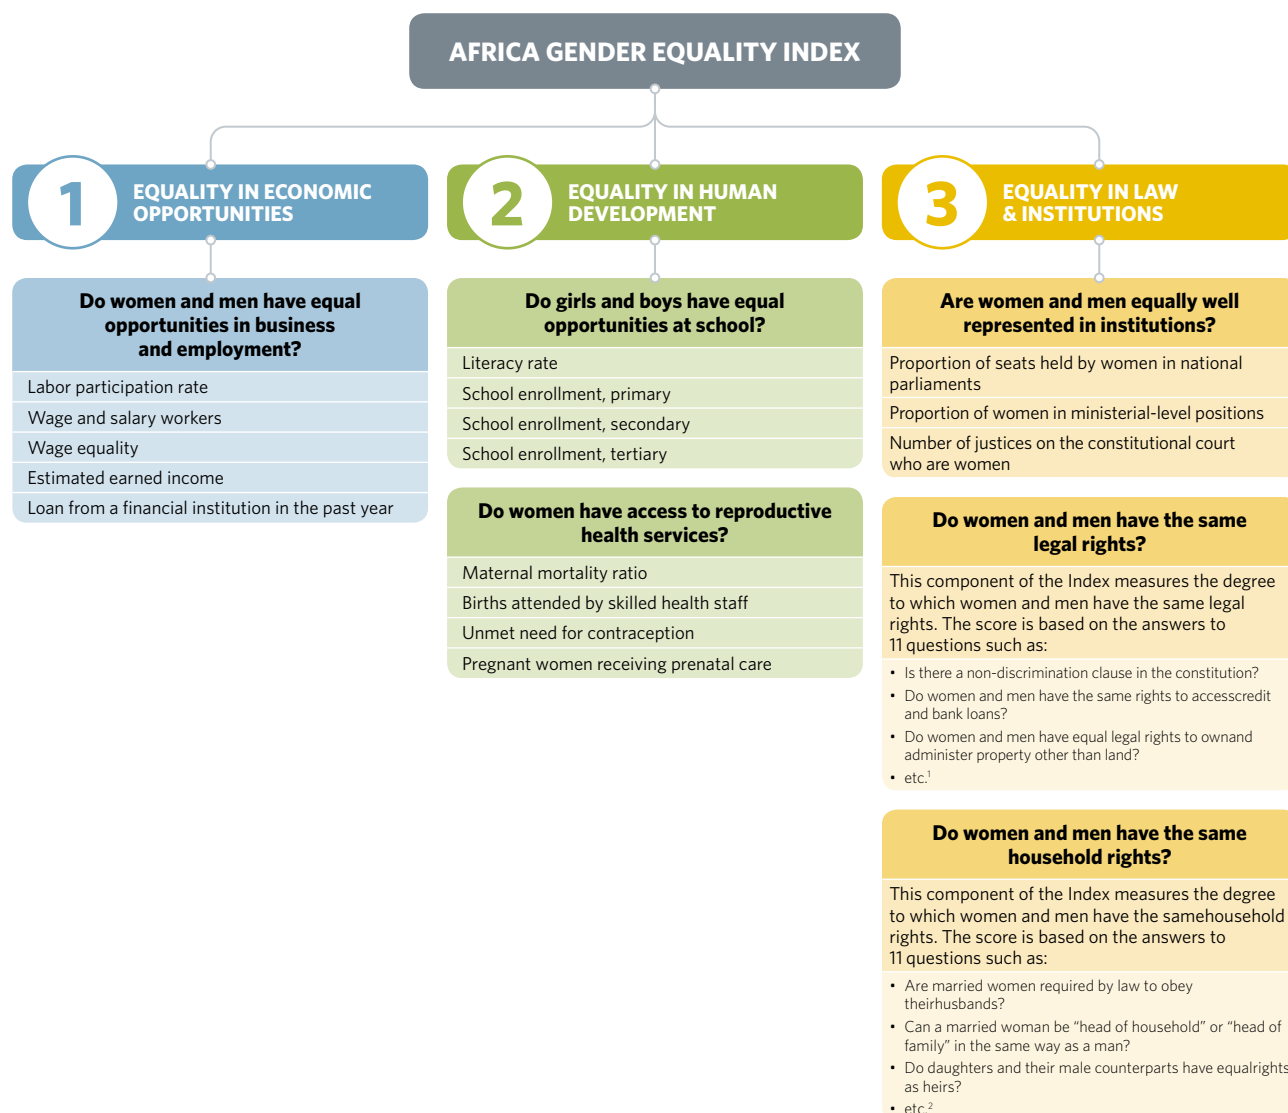 AFRICA GENDER EQUALITY INDEX
1
EQUALITY IN ECONOMIC
OPPORTUNITIES
Do women and men have equal
opportunities in business
and employment?
Labor participation rate
Wage and salary workers
Wage equality
Estimated earned income
Loan from a financial institution in the past year
2
EQUALITY IN HUMAN
DEVELOPMENT
Do girls and boys have equal
opportunities at school?
Literacy rate
School enrollment, primary
School enrollment, secondary
School enrollment, tertiary
Do women have access to reproductive
health services?
Maternal mortality ratio
Births attended by skilled health staff
Unmet need for contraception
Pregnant women receiving prenatal care
3
EQUALITY IN LAW
& INSTITUTIONS
Are women and men equally well
represented in institutions?
Proportion of seats held by women in national
parliaments
Proportion of women in ministerial-level positions
Number of justices on the constitutional court
who are women
Do women and men have the same
legal rights?
This component of the Index measures the degree
to which women and men have the same legal
rights. The score is based on the answers to
11 questions such as:
• Is there a non-discrimination clause in the constitution?
• Do women and men have the same rights to accesscredit
and bank loans?
• Do women and men have equal legal rights to ownand
administer property other than land?
• etc.¹
Do women and men have the same
household rights?
This component of the Index measures the degree
to which women and men have the samehousehold
rights. The score is based on the answers to
11 questions such as:
• Are married women required by law to obey
theirhusbands?
• Can a married woman be “head of household” or “head of
family” in the same way as a man?
• Do daughters and their male counterparts have equalrights
as heirs?
• etc.²